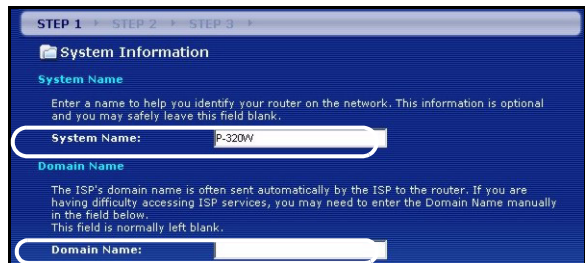 STEP 1 STEP 2 STEP 3
System Information
System Name
Enter a name to help you identify your router on the network. This information is optional
and you may safely leave this field blank.
System Name: P-320W
Domain Name
The ISP's domain name is often sent automatically by the ISP to the router. If you are
having difficulty accessing ISP services, you may need to enter the Domain Name manually
in the field below.
This field is normally left blank.
Domain Name: